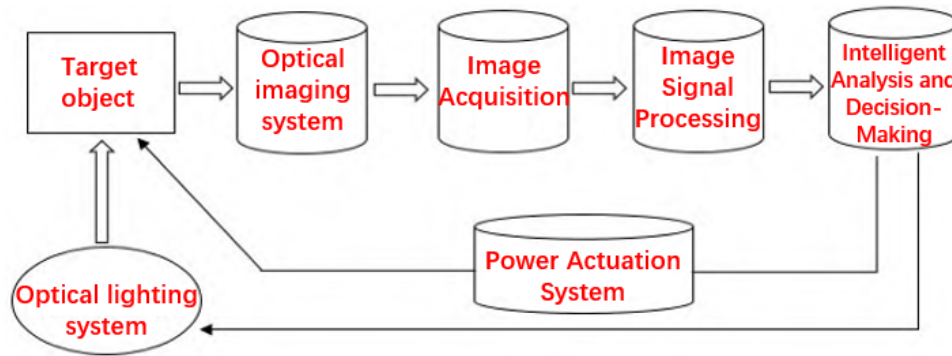 Target
object
Optical
imaging
system
Image
Acquisition
Image
Signal
Processing
Intelligent
Analysis and
Decision-
Making
Power Actuation
System
Optical lighting
system